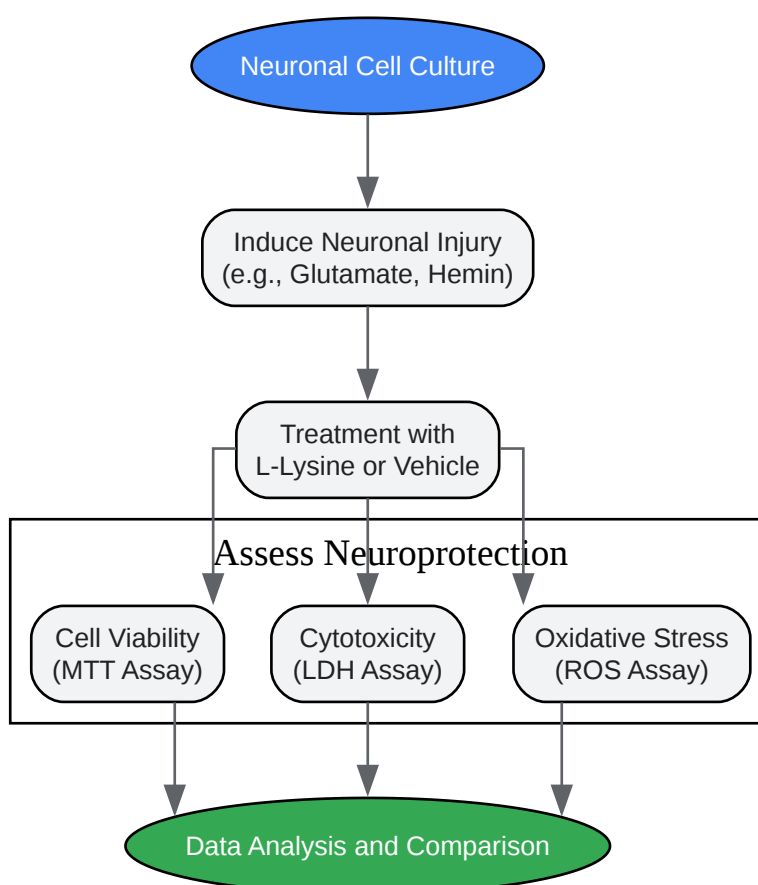 Neuronal Cell Culture
Induce Neuronal Injury
(e.g., Glutamate, Hemin)
Treatment with
L-Lysine or Vehicle
Assess Neuroprotection
Cell Viability
(MTT Assay)
Cytotoxicity
(LDH Assay)
Oxidative Stress
(ROS Assay)
Data Analysis and Comparison